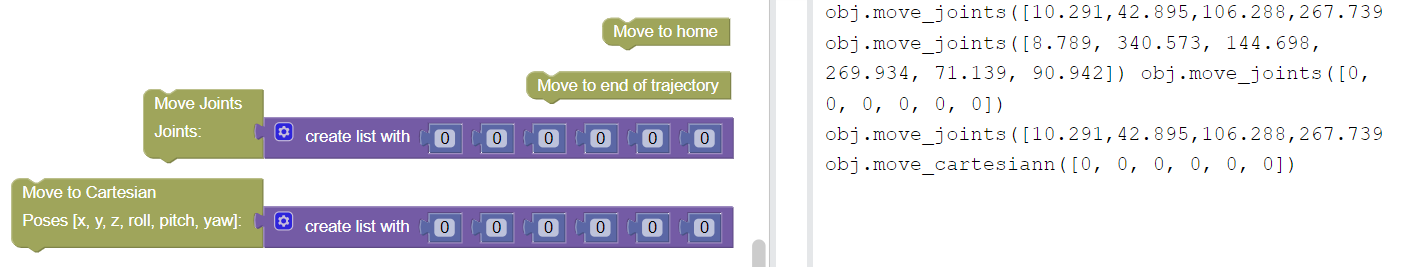 Move to home
Move to end of trajectory
Move Joints
Joints: create list with 0 0 0 0 0 0
Move to Cartesian
Poses [x, y, z, roll, pitch, yaw]: create list with 0 0 0 0 0 0
obj.move_joints([10.291,42.895,106.288,267.739
obj.move_joints([8.789, 340.573, 144.698,
269.934, 71.139, 90.942]) obj.move_joints([0,
0, 0, 0, 0, 0])
obj.move_joints([10.291,42.895,106.288,267.739
obj.move_cartesiann([0, 0, 0, 0, 0, 0])